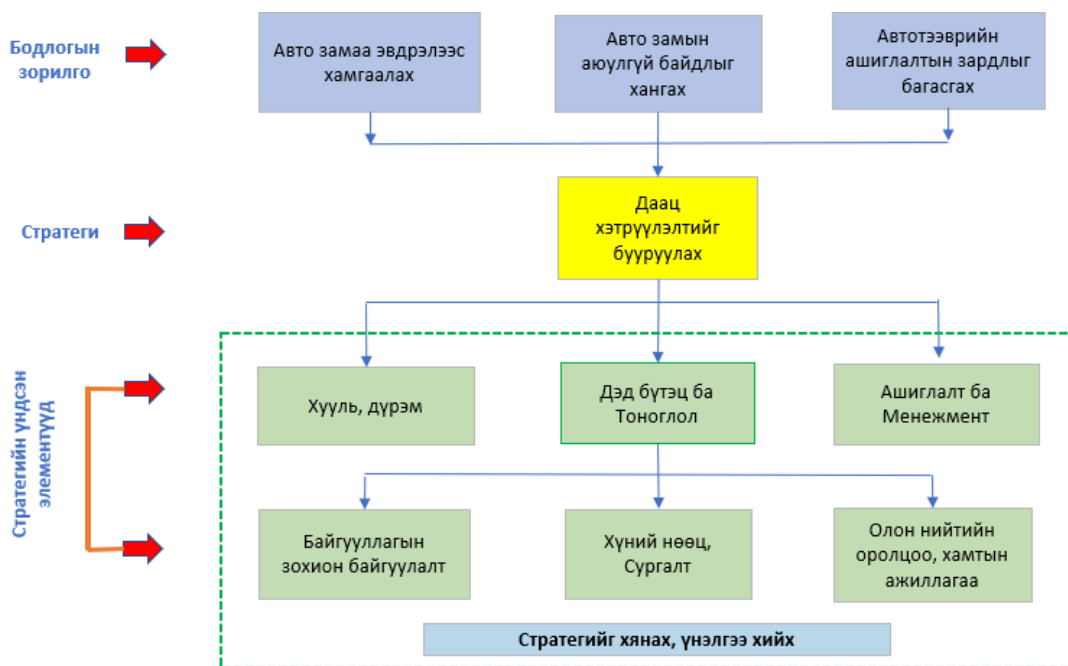 Бодлогын
зорилго
Авто замаа эвдрэлээс
хамгаалах
Авто замын
аюулгүй байдлыг
хангах
Автотээврийн
ашиглалтын зардлыг
багасгах
Стратеги
Даац
хэтрүүлэлтийг
бууруулах
Стратегийн үндсэн
элементүүд
Хууль, дүрэм
Дэд бүтэц ба
Тоноглол
Ашиглалт ба
Менежмент
Байгууллагын
зохион байгуулалт
Хүний нөөц,
Сургалт
Олон нийтийн
оролцоо, хамтын
ажиллагаа
Стратегийг хянах, үнэлгээ хийх